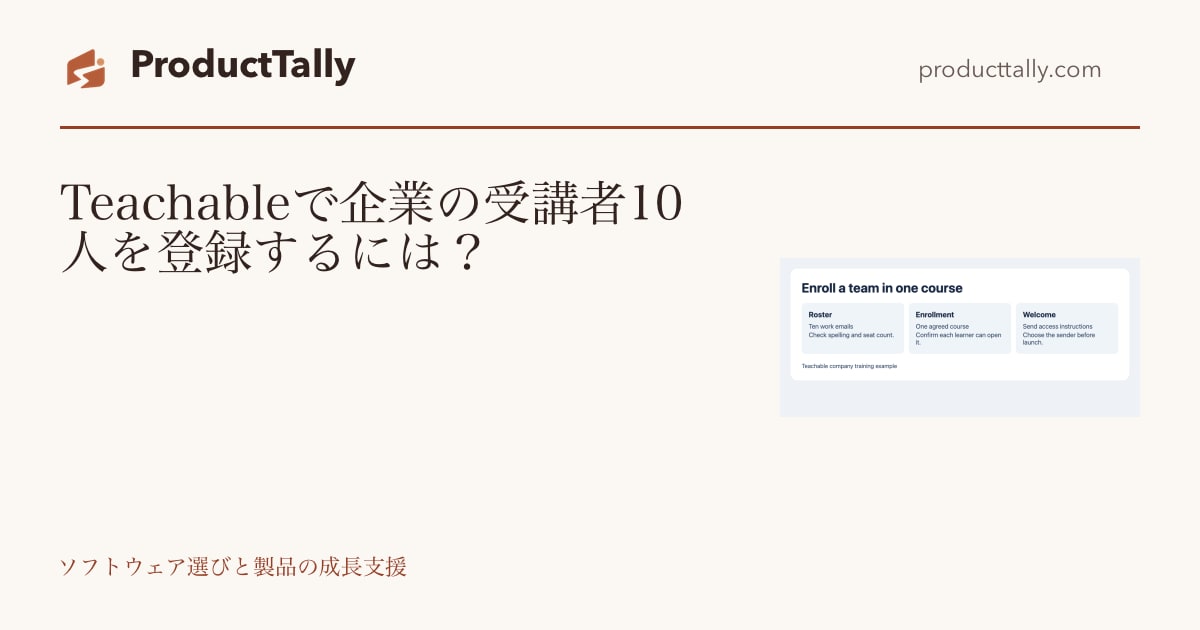 ProductTally
producttally.com
Teachableで企業の受講者10
人を登録するには？
Enroll a team in one course
Roster
Ten work emails
Check spelling and seat count.
Enrollment
One agreed course
Confirm each learner can open
it.
Welcome
Send access instructions
Choose the sender before
launch.
Teachable company training example
ソフトウェア選びと製品の成長支援